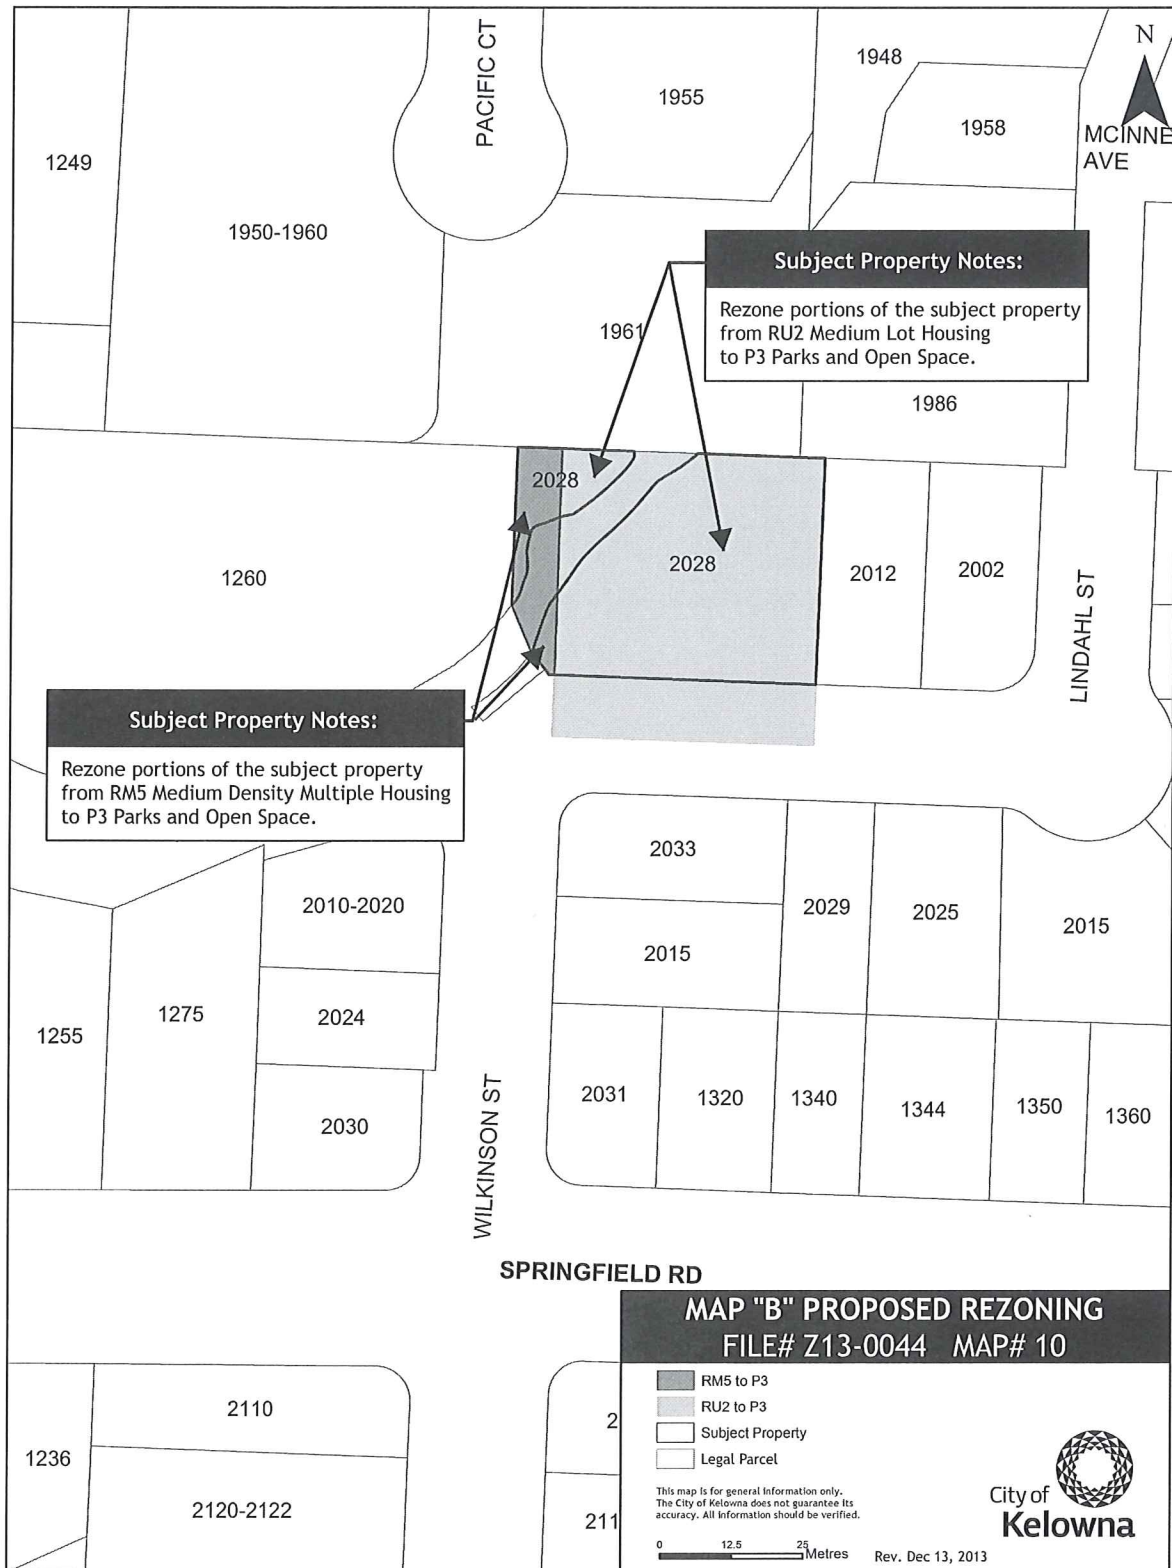 N
PACIFIC CT
1948
1955
1958
MCINNE
AVE
1249
1950-1960
Subject Property Notes:
Rezone portions of the subject property
from RU2 Medium Lot Housing
to P3 Parks and Open Space.
1961
1986
2028
2028
1260
2012
2002
LINDAHL ST
Subject Property Notes:
Rezone portions of the subject property
from RM5 Medium Density Multiple Housing
to P3 Parks and Open Space.
2033
2010-2020
2029
2025
2015
2015
1275
2024
1255
2031
1320
1340
1344
1350
1360
2030
WILKINSON ST
SPRINGFIELD RD
MAP "B" PROPOSED REZONING
FILE# Z13-0044 MAP# 10
RM5 to P3
RU2 to P3
Subject Property
Legal Parcel
This map is for general information only.
The City of Kelowna does not guarantee its
accuracy. All information should be verified.
0 12.5 25 Metres
Rev. Dec 13, 2013
City of
Kelowna
2110
2
1236
2120-2122
211